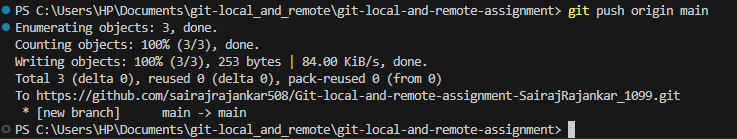 PS C:\Users\HP\Documents\git-local_and_remote\git-local-and-remote-assignment> git push origin main
Enumerating objects: 3, done.
Counting objects: 100% (3/3), done.
Writing objects: 100% (3/3), 253 bytes | 84.00 KiB/s, done.
Total 3 (delta 0), reused 0 (delta 0), pack-reused 0 (from 0)
To https://github.com/sairajrajankar508/Git-local-and-remote-assignment-SairajRajankar_1099.git
 * [new branch]      main -> main
PS C:\Users\HP\Documents\git-local_and_remote\git-local-and-remote-assignment>